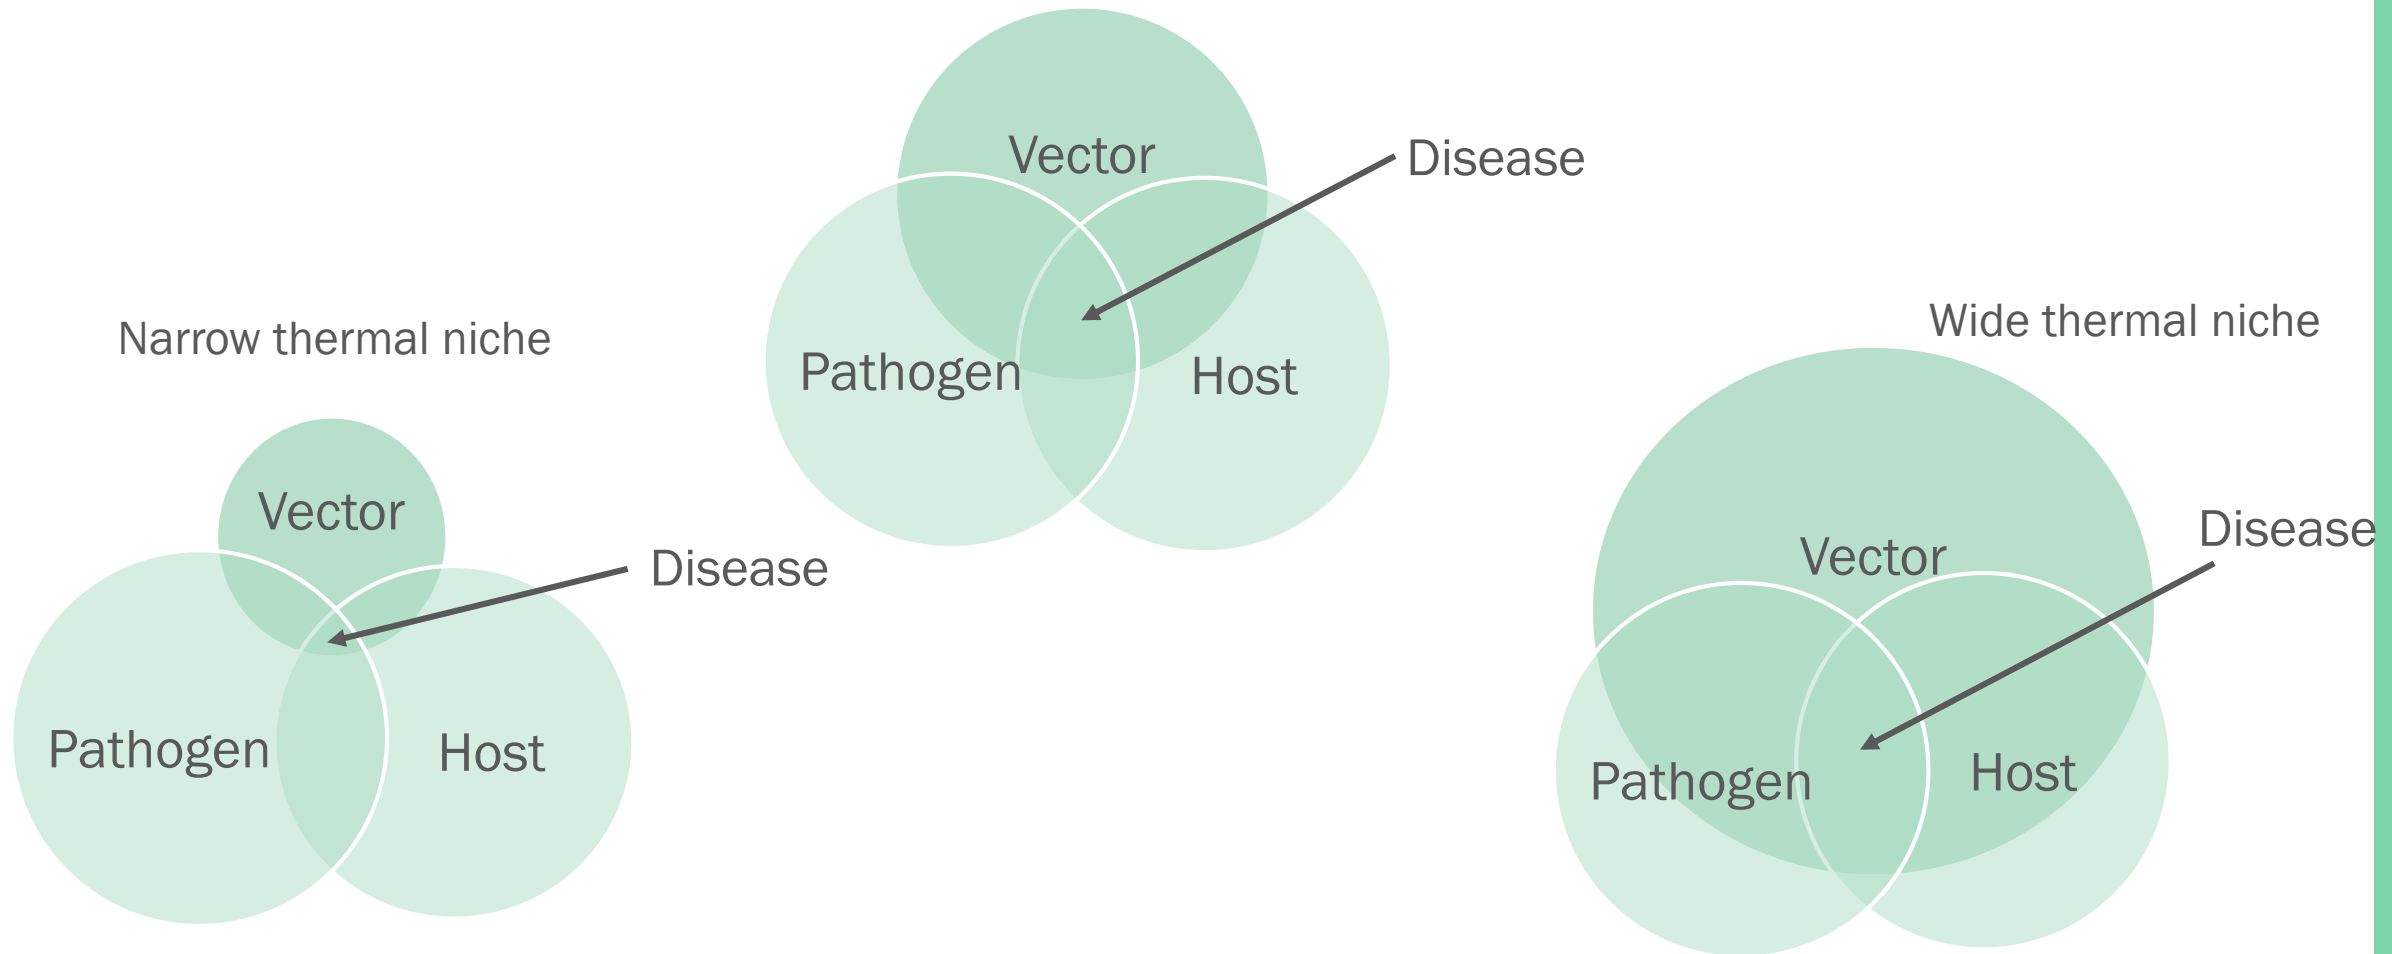 Narrow thermal niche
Vector
Disease
Pathogen
Host
Vector
Disease
Pathogen
Host
Wide thermal niche
Vector
Disease
Pathogen
Host